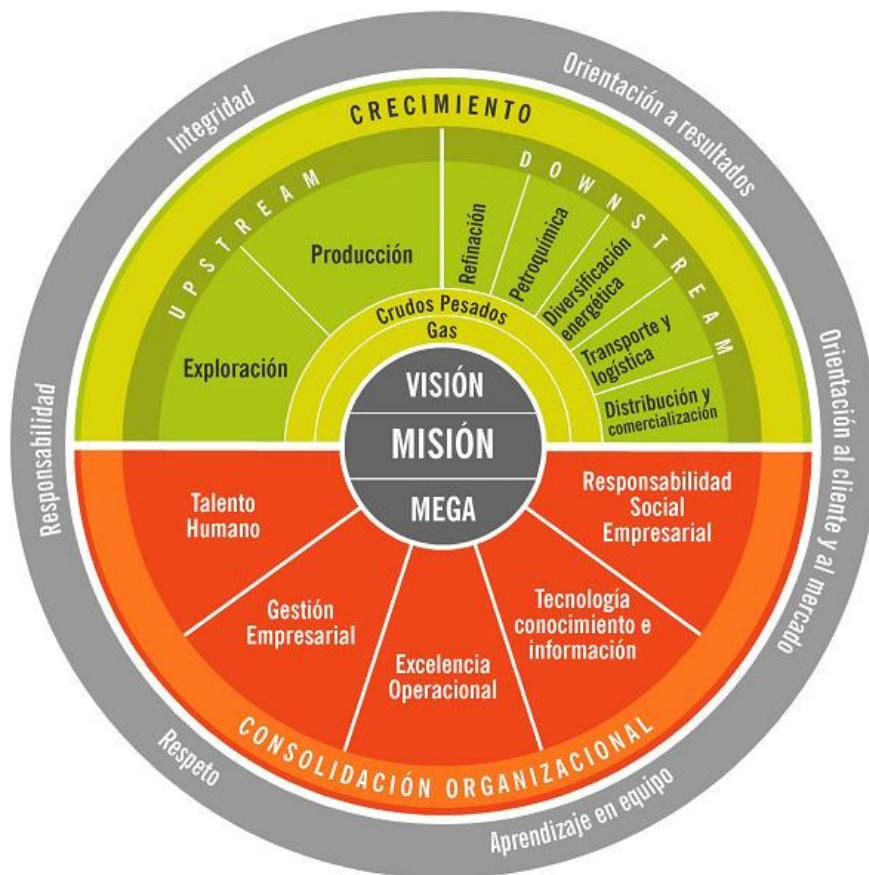 Integridad
Orientación a resultados
CRECIMIENTO
UPSTREAM
DOWNSTREAM
Exploración
Producción
Refinación
Petroquímica
Diversificación
energética
Transporte y
logística
Distribución y
comercialización
Crudos Pesados
Gas
VISIÓN
MISIÓN
MEGA
Responsabilidad
Orientación al cliente y al mercado
Talento
Humano
Gestión
Empresarial
Excelencia
Operacional
Tecnología
conocimiento e
información
Responsabilidad
Social
Empresarial
CONSOLIDACIÓN ORGANIZACIONAL
Respeto
Aprendizaje en equipo